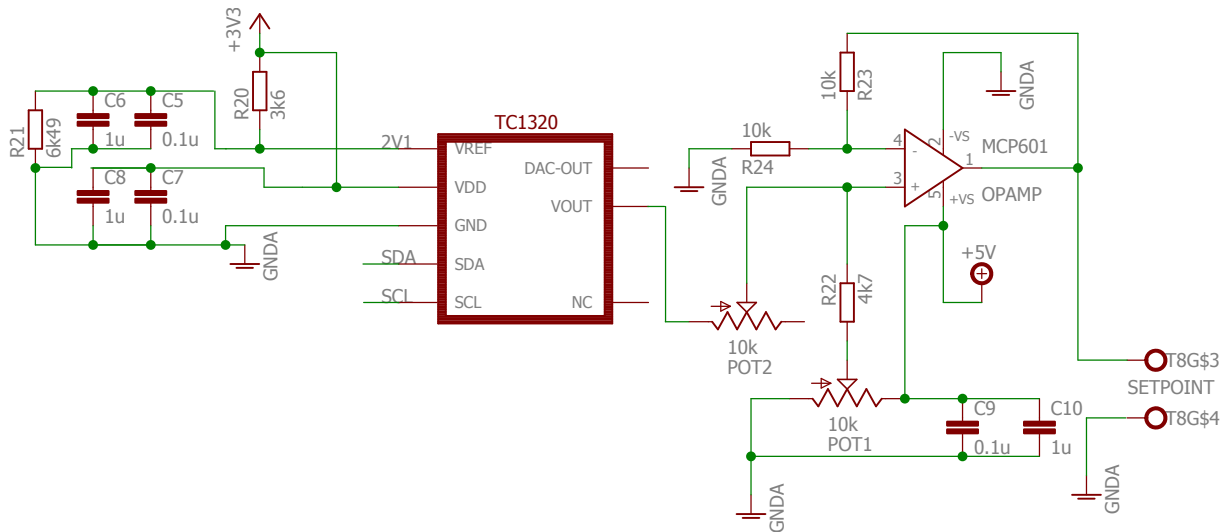 +3V3
C6
C5
R21
6k49
1u
0.1u
R20
3k6
C8
C7
1u
0.1u
GNDA
2V1
SDA
SCL
TC1320
VREF
VDD
GND
SDA
SCL
DAC-OUT
VOUT
NC
10k
R23
GNDA
10k
R24
GNDA
4
3
-
+
2
-VS
5
+VS
1
MCP601
OPAMP
+5V
R22
4k7
10k
POT2
10k
POT1
C9
0.1u
C10
1u
GNDA
GNDA
T8G$3
SETPOINT
T8G$4